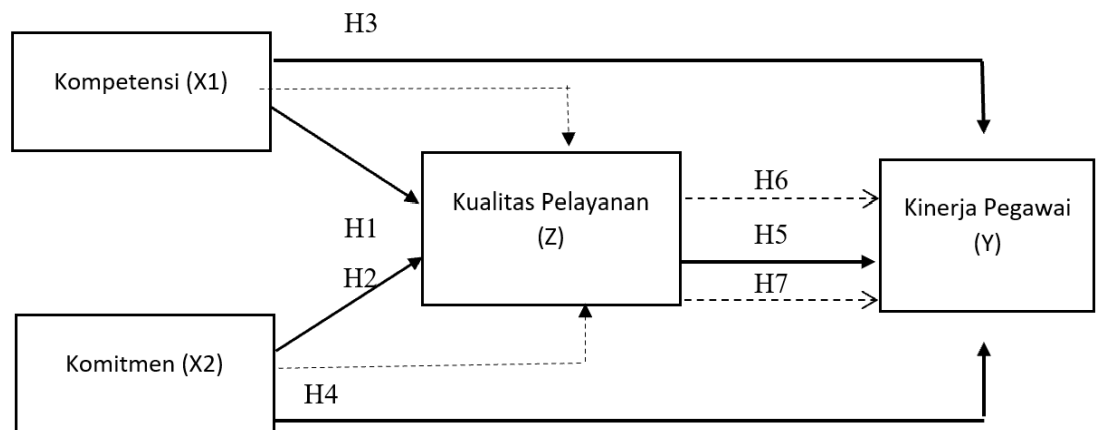 H3
Kompetensi (X1)
H6
Kualitas Pelayanan
(Z)
Kinerja Pegawai
(Y)
H1
H5
H2
H7
Komitmen (X2)
H4